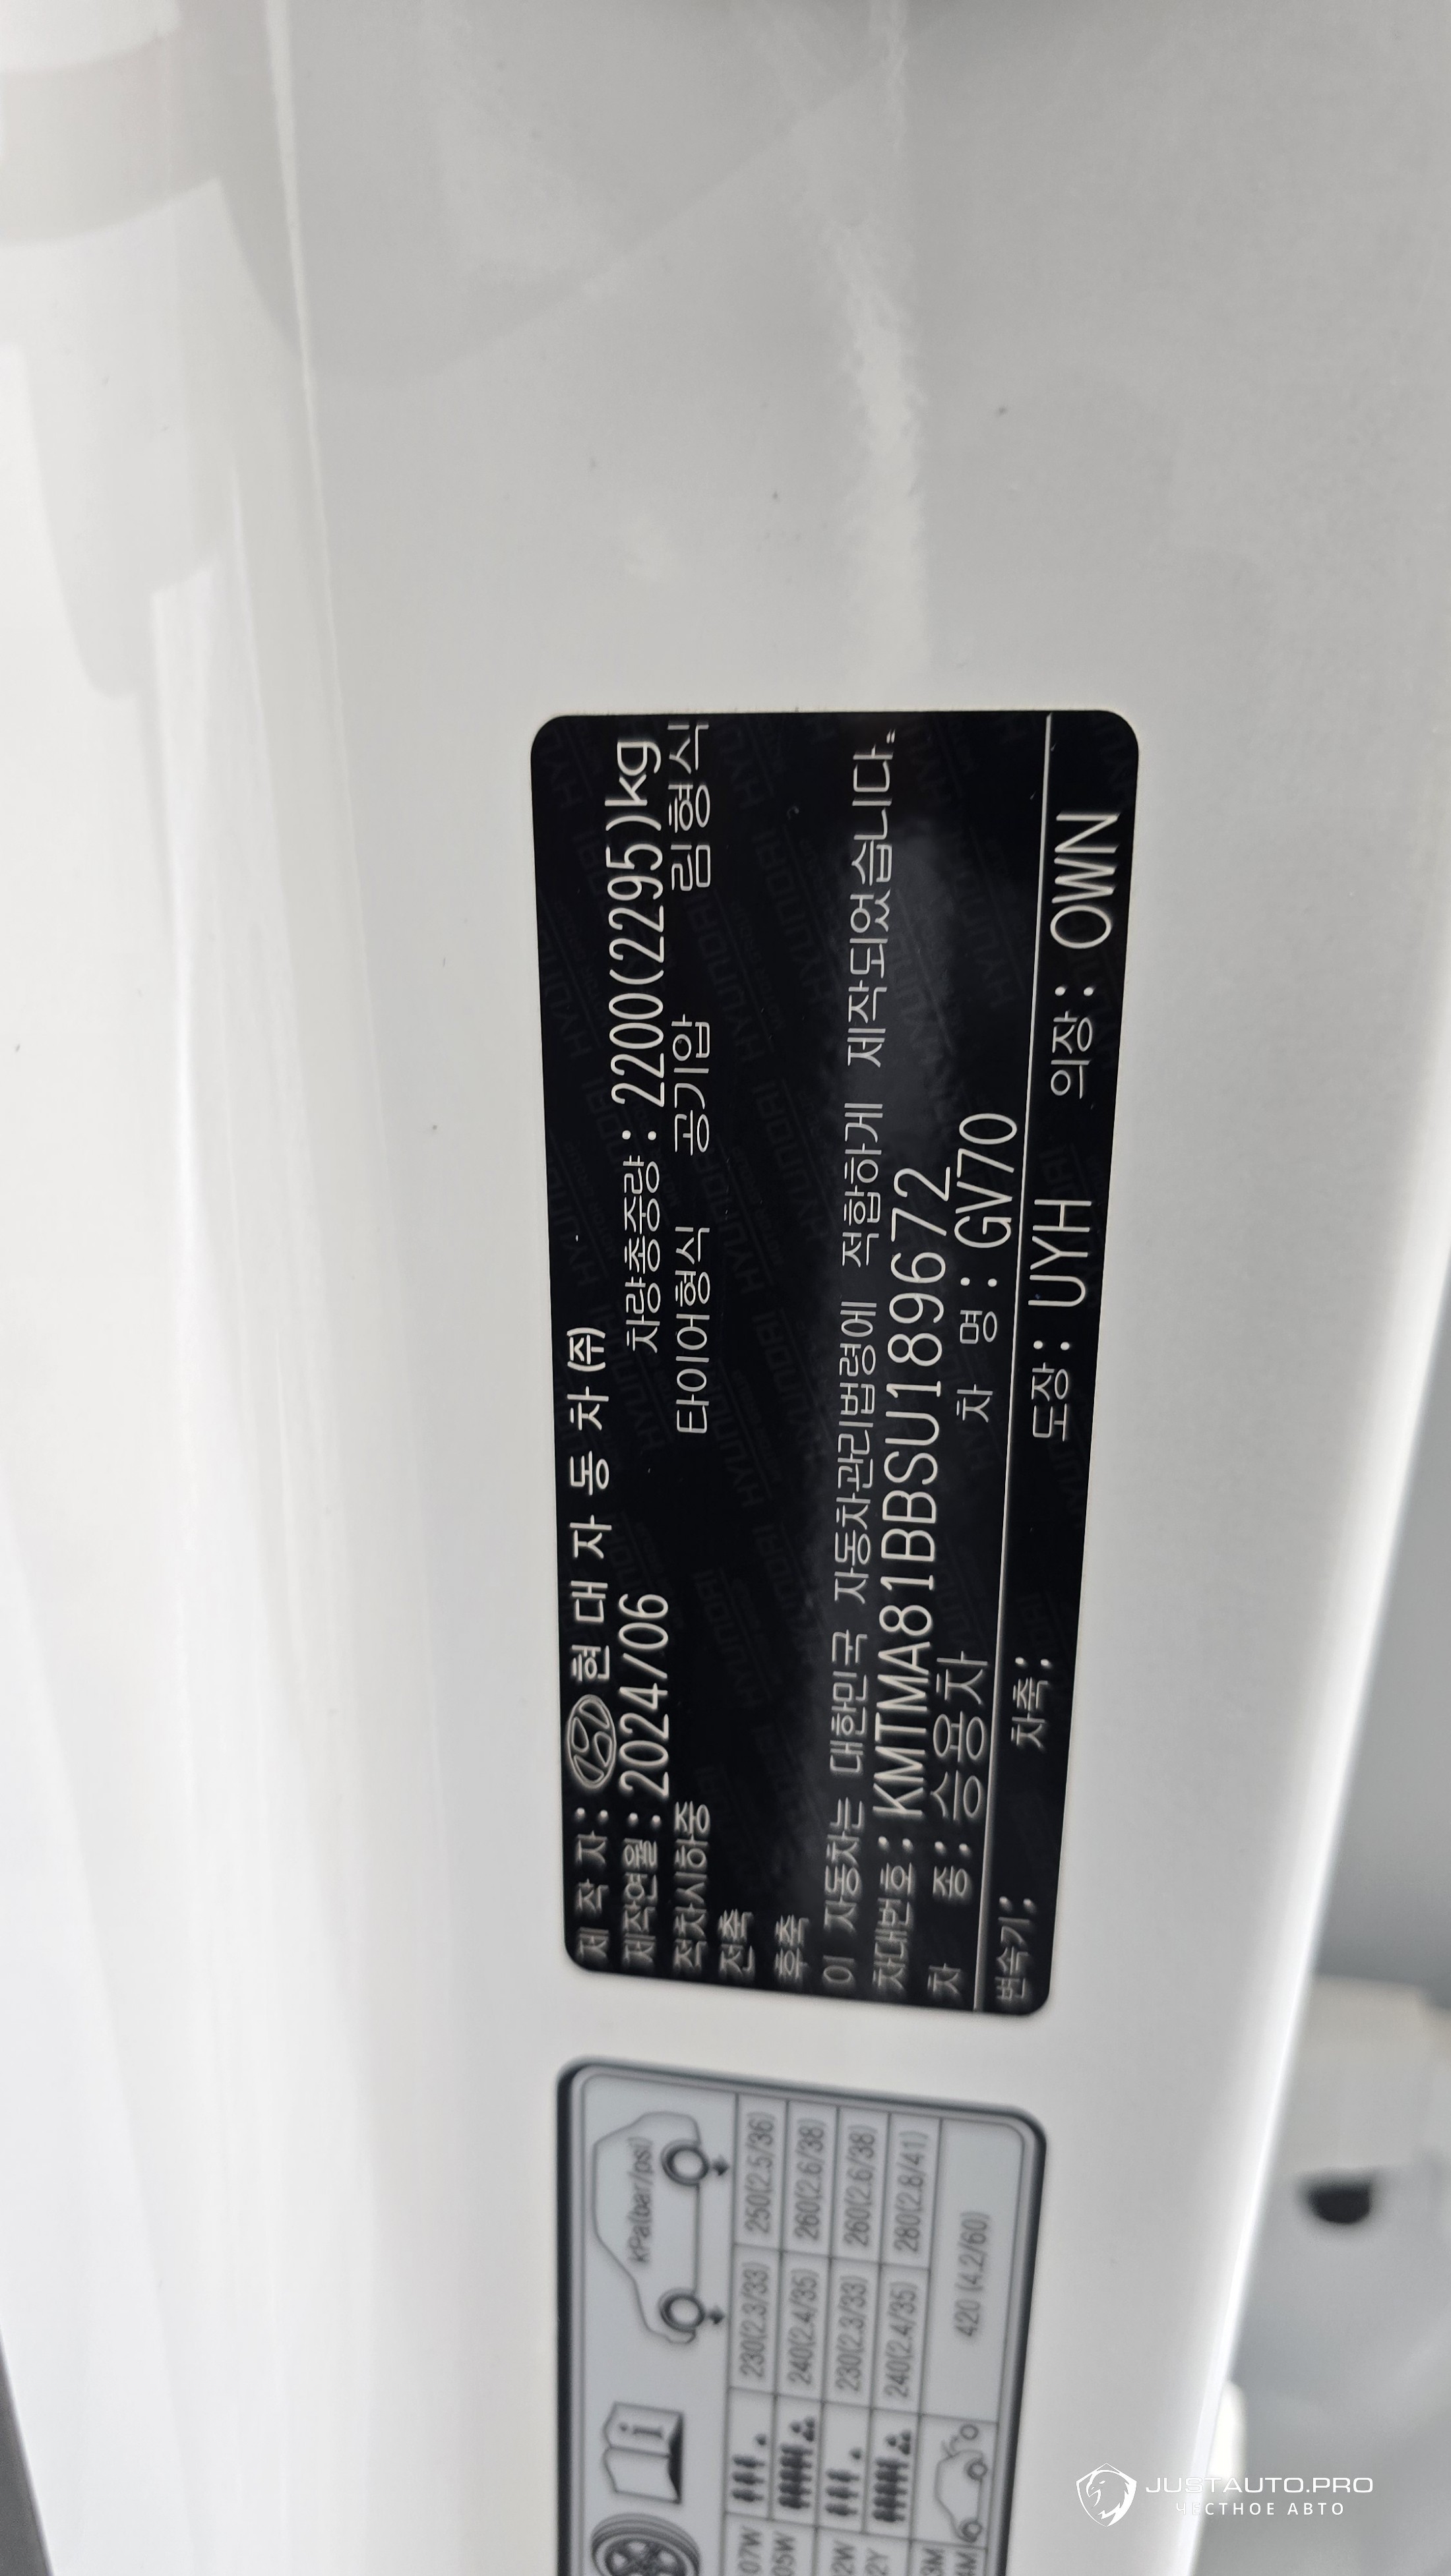 제 작 자 : 현 대 자 동 차 (주)
제작연월 : 2024/06 차량총중량 : 2200(2295)kg
적차시하중 타이어형식 공기압 림형식
전축
후축
이 자동차는 대한민국 자동차관리법령에 적합하게 제작되었습니다.
차대번호 : KMTMA81BBSU189672
차 종 : 승용차 차 명 : GV70
변속기 : 차축 : 도장 : UYH 의장 : OWN
kPa(bar/psi)
07W 230(2.3/33) 250(2.5/36)
05W 240(2.4/35) 260(2.6/38)
2W 230(2.3/33) 260(2.6/38)
2Y 240(2.4/35) 280(2.8/41)
3M
M 420 (4.2/60)
JUSTAUTO.PRO
ЧЕСТНОЕ АВТО